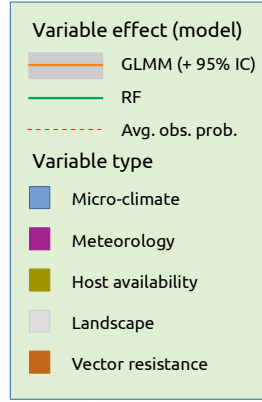 Variable effect (model)
GLMM (+ 95% IC)
RF
Avg. obs. prob.
Variable type
Micro-climate
Meteorology
Host availability
Landscape
Vector resistance